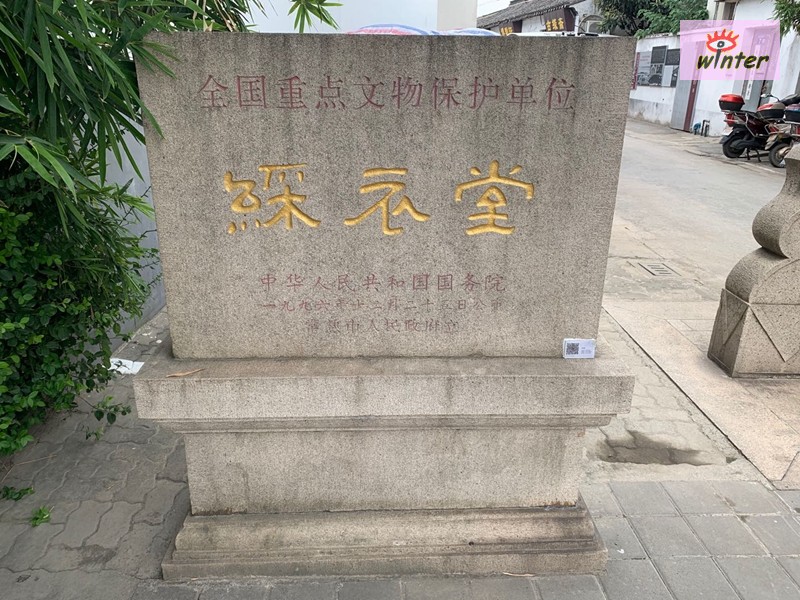 全国重点文物保护单位
綵衣堂
中华人民共和国国务院
一九九六年十二月二十五日公布
常熟市人民政府立
winter